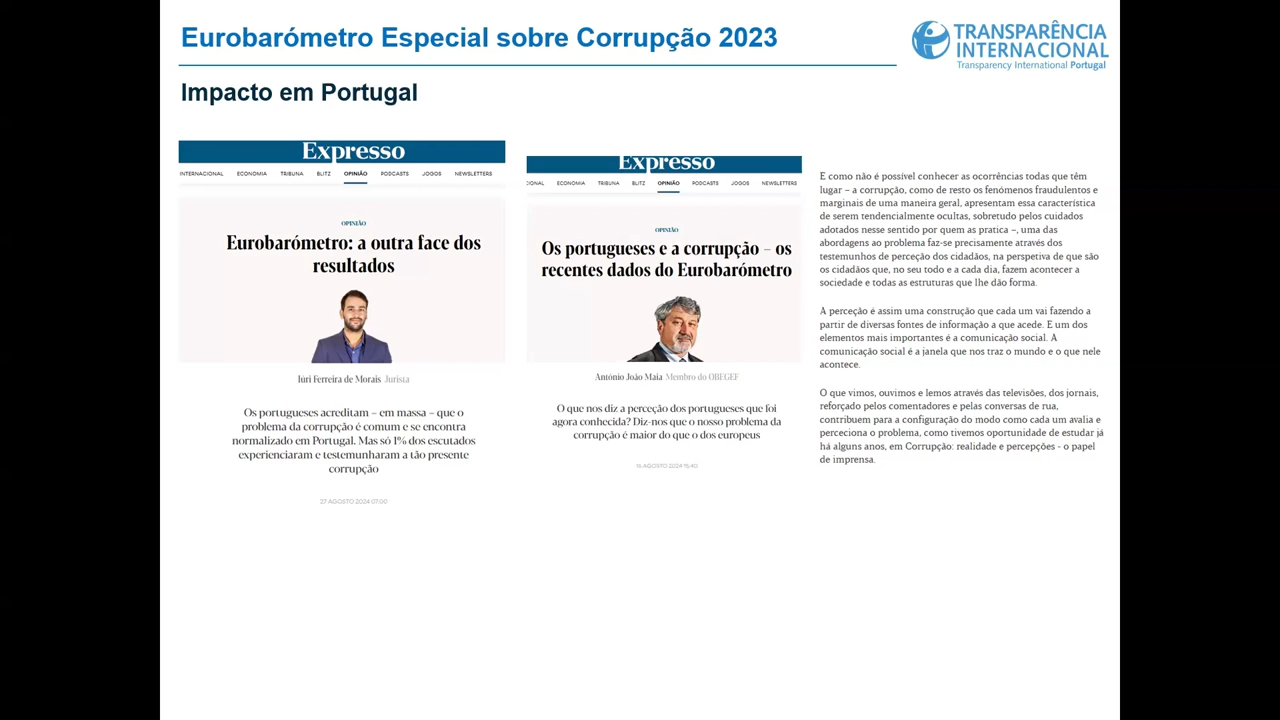 Eurobarómetro Especial sobre Corrupção 2023
TRANSPARÊNCIA
INTERNACIONAL
Transparency International Portugal
Impacto em Portugal
Expresso
INTERNACIONAL ECONOMIA TRIBUNA BLITZ OPINIÃO PODCASTS JOGOS NEWSLETTERS
OPINIÃO
Eurobarómetro: a outra face dos
resultados
Iúri Ferreira de Morais Jurista
Os portugueses acreditam – em massa – que o
problema da corrupção é comum e se encontra
normalizado em Portugal. Mas só 1% dos escutados
experienciaram e testemunharam a tão presente
corrupção
27 AGOSTO 2024 07:00
Expresso
CIONAL ECONOMIA TRIBUNA BLITZ OPINIÃO PODCASTS JOGOS NEWSLETTERS
OPINIÃO
Os portugueses e a corrupção – os
recentes dados do Eurobarómetro
António João Maia Membro do OBEGEF
O que nos diz a perceção dos portugueses que foi
agora conhecida? Diz-nos que o nosso problema da
corrupção é maior do que o dos europeus
AGOSTO 2024 15:40
E como não é possível conhecer as ocorrências todas que têm
lugar – a corrupção, como de resto os fenómenos fraudulentos e
marginais de uma maneira geral, apresentam essa característica
de serem tendencialmente ocultas, sobretudo pelos cuidados
adotados nesse sentido por quem as pratica –, uma das
abordagens ao problema faz-se precisamente através dos
testemunhos de perceção dos cidadãos, na perspetiva de que são
os cidadãos que, no seu todo e a cada dia, fazem acontecer a
sociedade e todas as estruturas que lhe dão forma.
A perceção é assim uma construção que cada um vai fazendo a
partir de diversas fontes de informação a que acede. E um dos
elementos mais importantes é a comunicação social. A
comunicação social é a janela que nos traz o mundo e o que nele
acontece.
O que vimos, ouvimos e lemos através das televisões, dos jornais,
reforçado pelos comentadores e pelas conversas de rua,
contribuem para a configuração do modo como cada um avalia e
perceciona o problema, como tivemos oportunidade de estudar já
há alguns anos, em Corrupção: realidade e percepções - o papel
de imprensa.